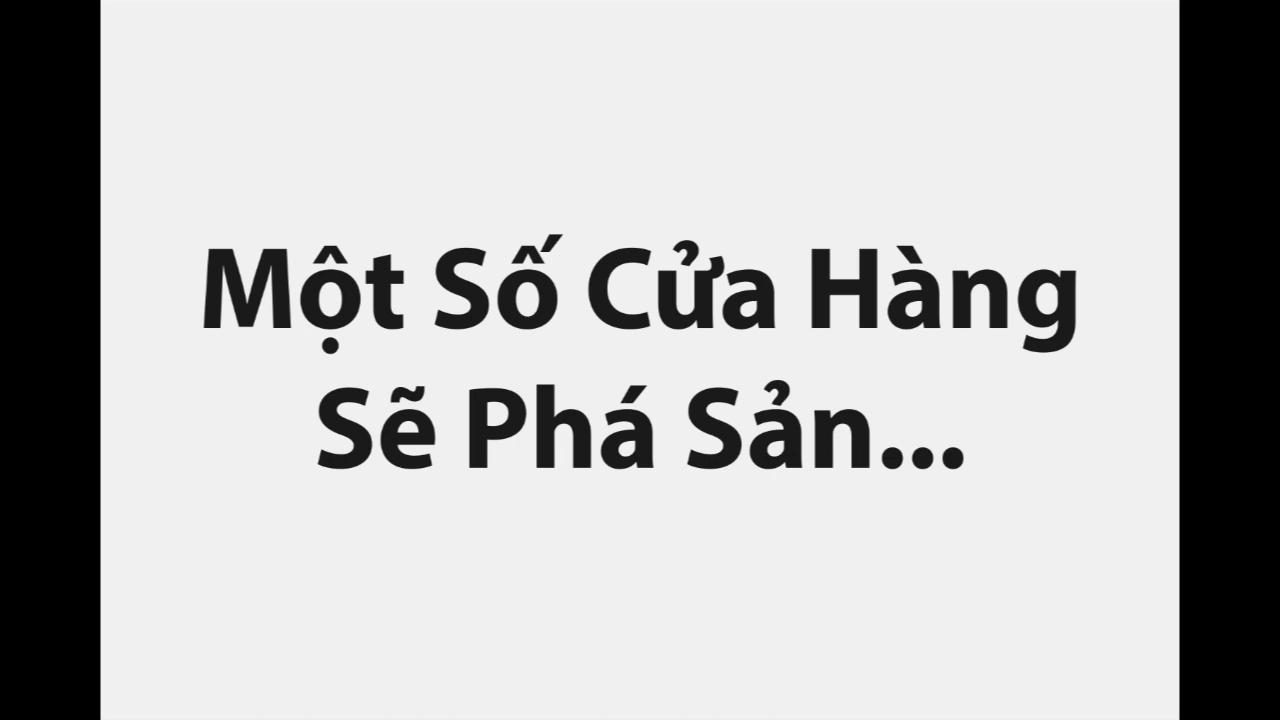 Một Số Cửa Hàng
Sẽ Phá Sản...